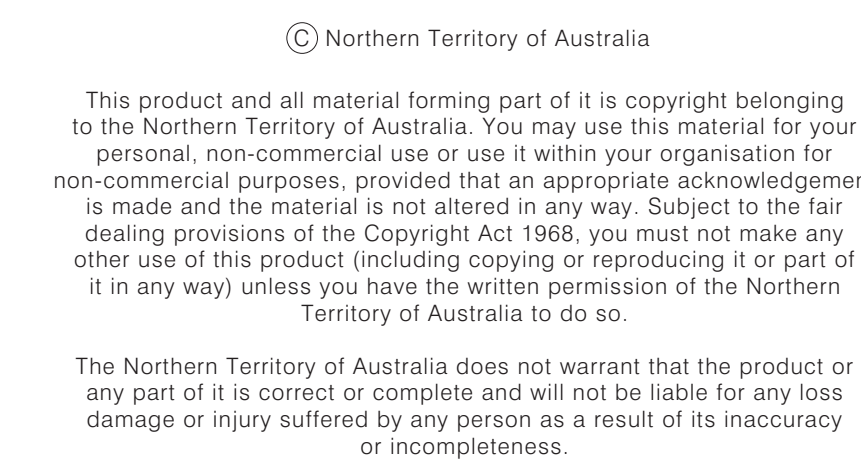 © Northern Territory of Australia
This product and all material forming part of it is copyright belonging
to the Northern Territory of Australia. You may use this material for your
personal, non-commercial use or use it within your organisation for
non-commercial purposes, provided that an appropriate acknowledgemen
is made and the material is not altered in any way. Subject to the fair
dealing provisions of the Copyright Act 1968, you must not make any
other use of this product (including copying or reproducing it or part of
it in any way) unless you have the written permission of the Northern
Territory of Australia to do so.
The Northern Territory of Australia does not warrant that the product or
any part of it is correct or complete and will not be liable for any loss
damage or injury suffered by any person as a result of its inaccuracy
or incompleteness.